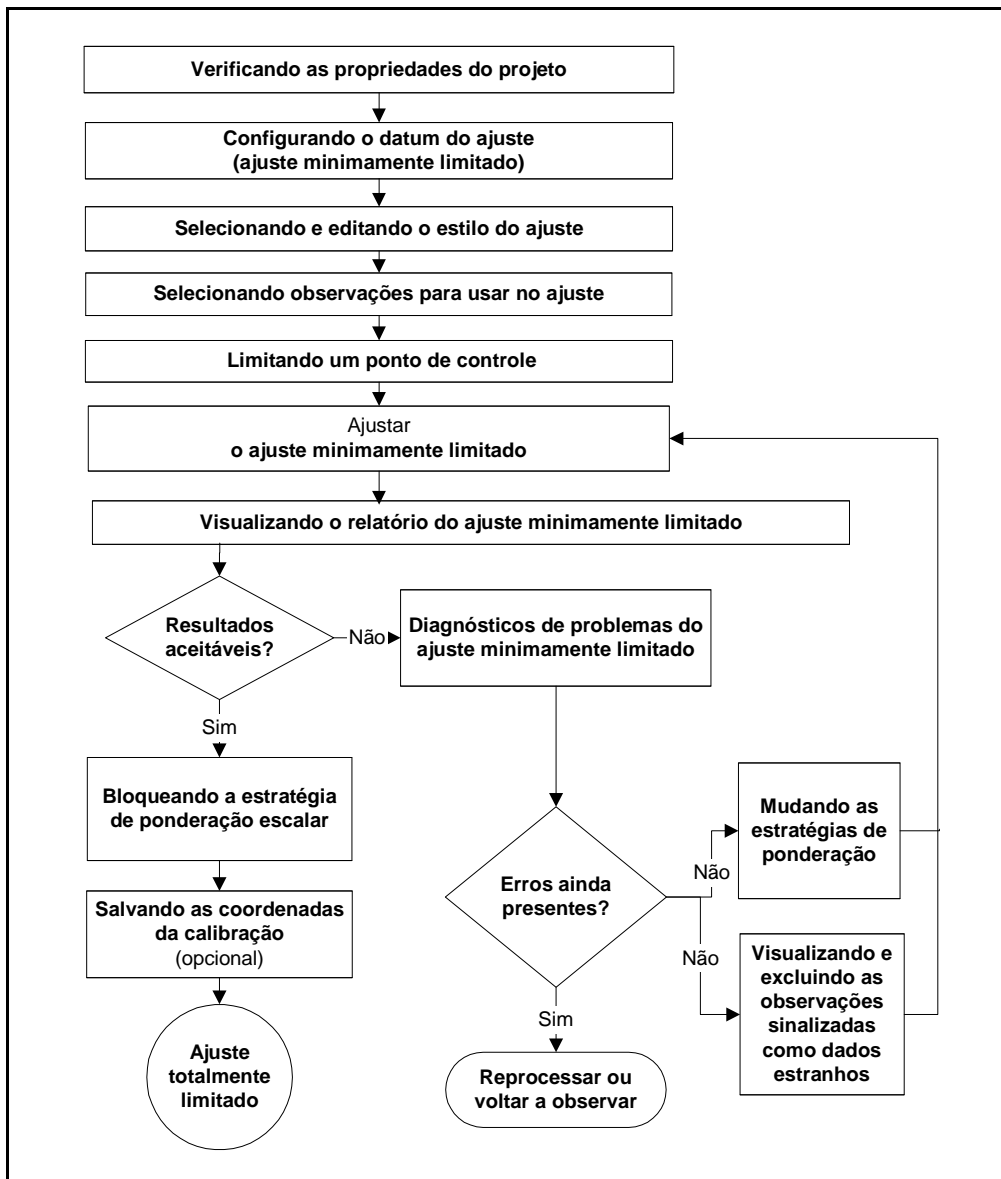 Verificando as propriedades do projeto
Configurando o datum do ajuste
(ajuste minimamente limitado)
Selecionando e editando o estilo do ajuste
Selecionando observações para usar no ajuste
Limitando um ponto de controle
Ajustar
o ajuste minimamente limitado
Visualizando o relatório do ajuste minimamente limitado
Resultados
aceitáveis?
Não
Diagnósticos de problemas do
ajuste minimamente limitado
Sim
Bloqueando a estratégia
de ponderação escalar
Salvando as coordenadas
da calibração
(opcional)
Ajuste
totalmente
limitado
Erros ainda
presentes?
Não
Mudando as
estratégias de
ponderação
Não
Visualizando e
excluindo as
observações
sinalizadas
como dados
estranhos
Sim
Reprocessar ou
voltar a observar